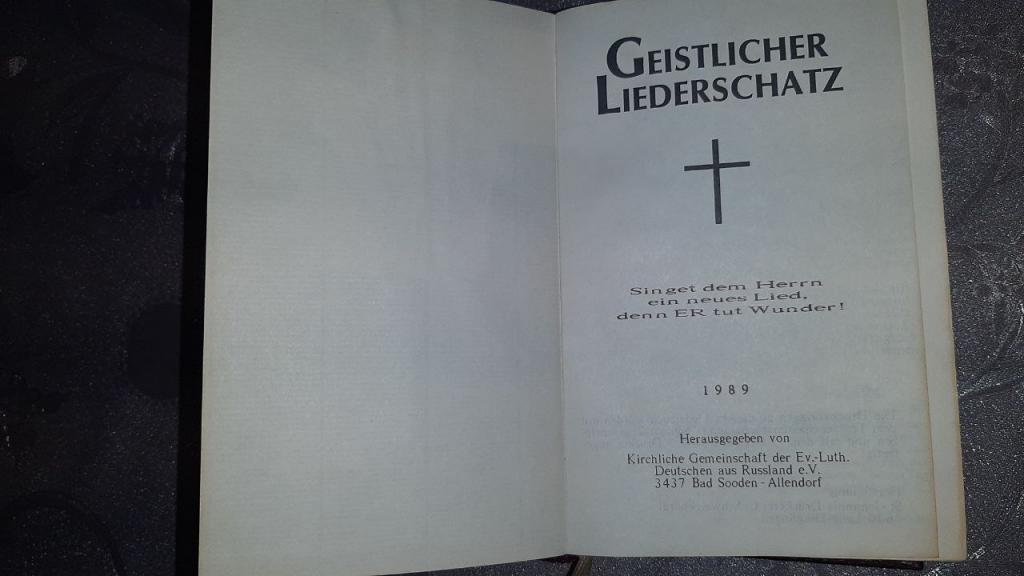 GEISTLICHER
LIEDERSCHATZ
Singet dem Herrn
ein neues Lied,
denn ER tut Wunder!
1989
Herausgegeben von
Kirchliche Gemeinschaft der Ev.-Luth.
Deutschen aus Russland e.V.
3437 Bad Sooden - Allendorf